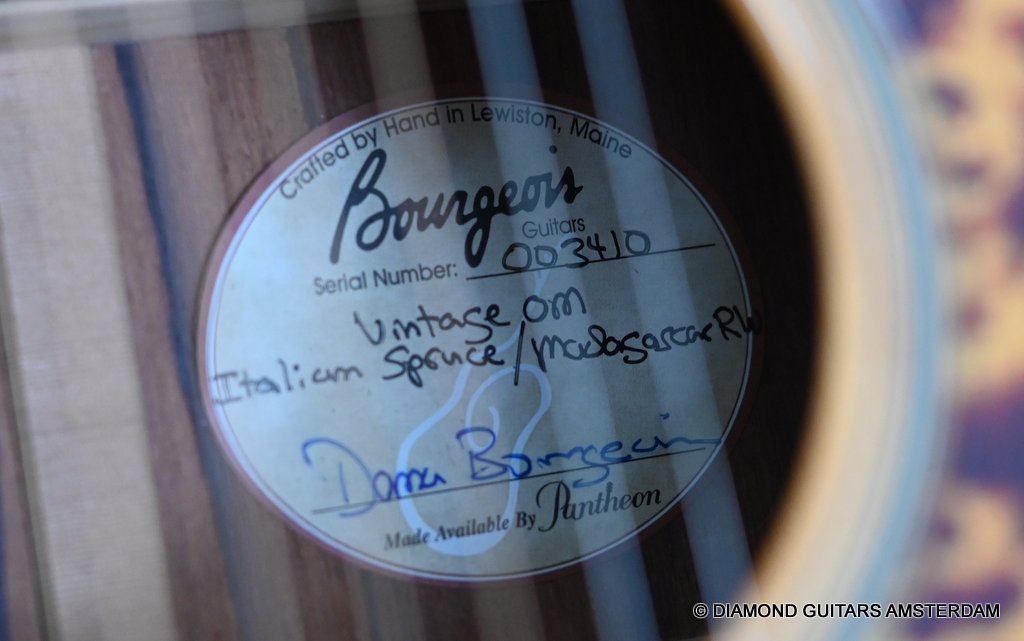 Crafted by Hand in Lewiston, Maine
Bourgeois
Guitars
Serial Number: 003410
Vintage OM
Italian Spruce/Madagascar RW
Dana Bourgeois
Made Available By Pantheon
© DIAMOND GUITARS AMSTERDAM